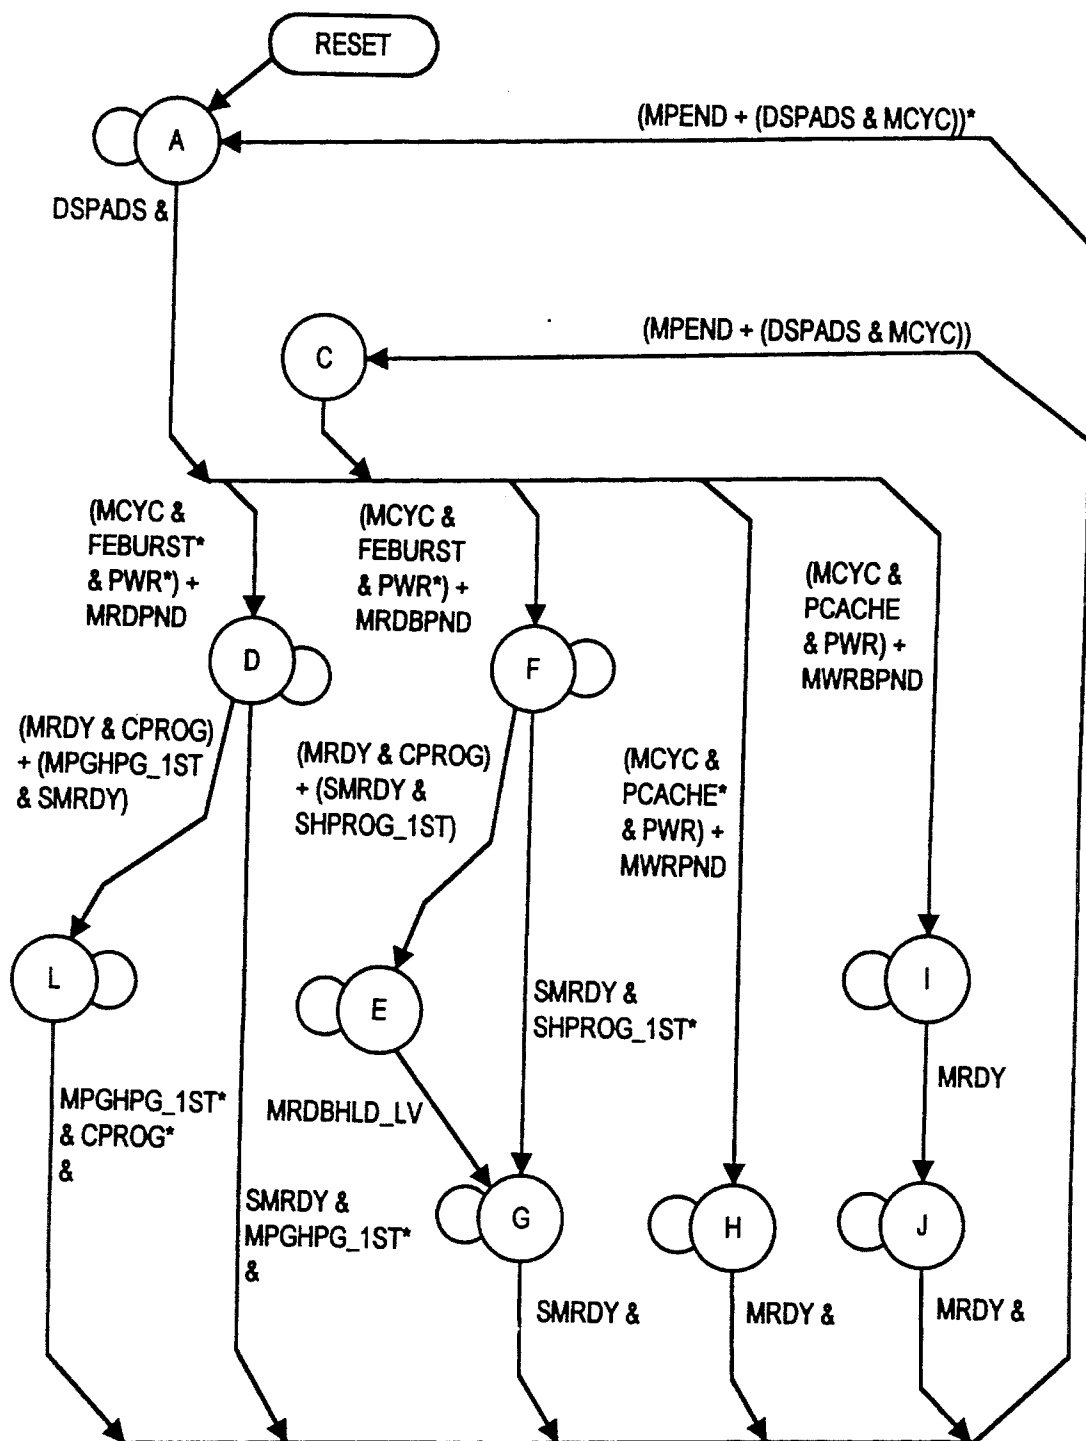 RESET
A
(MPEND + (DSPADS & MCYC))*
DSPADS &
C
(MPEND + (DSPADS & MCYC))
(MCYC &
FEBURST*
& PWR*) +
MRDPND
(MCYC &
FEBURST
& PWR*) +
MRDBPND
(MCYC &
PCACHE
& PWR) +
MWRBPND
D
F
(MRDY & CPROG)
+ (MPGHPG_1ST
& SMRDY)
(MRDY & CPROG)
+ (SMRDY &
SHPROG_1ST)
(MCYC &
PCACHE*
& PWR) +
MWRPND
L
E
I
SMRDY &
SHPROG_1ST*
MRDY
MPGHPG_1ST*
& CPROG*
&
MRDBHLD_LV
SMRDY &
MPGHPG_1ST*
&
G
H
J
SMRDY &
MRDY &
MRDY &